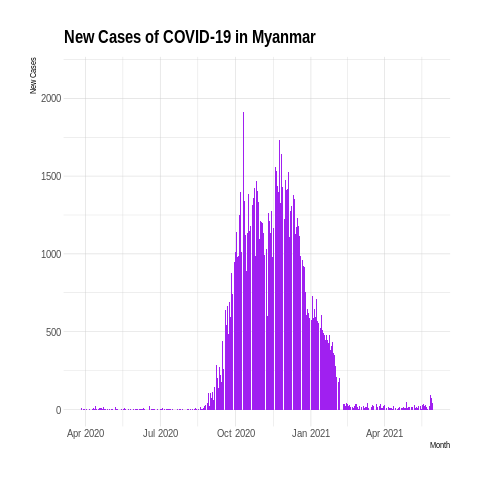 New Cases of COVID-19 in Myanmar
New Cases
2000
1500
1000
500
0
Apr 2020 Jul 2020 Oct 2020 Jan 2021 Apr 2021
Month